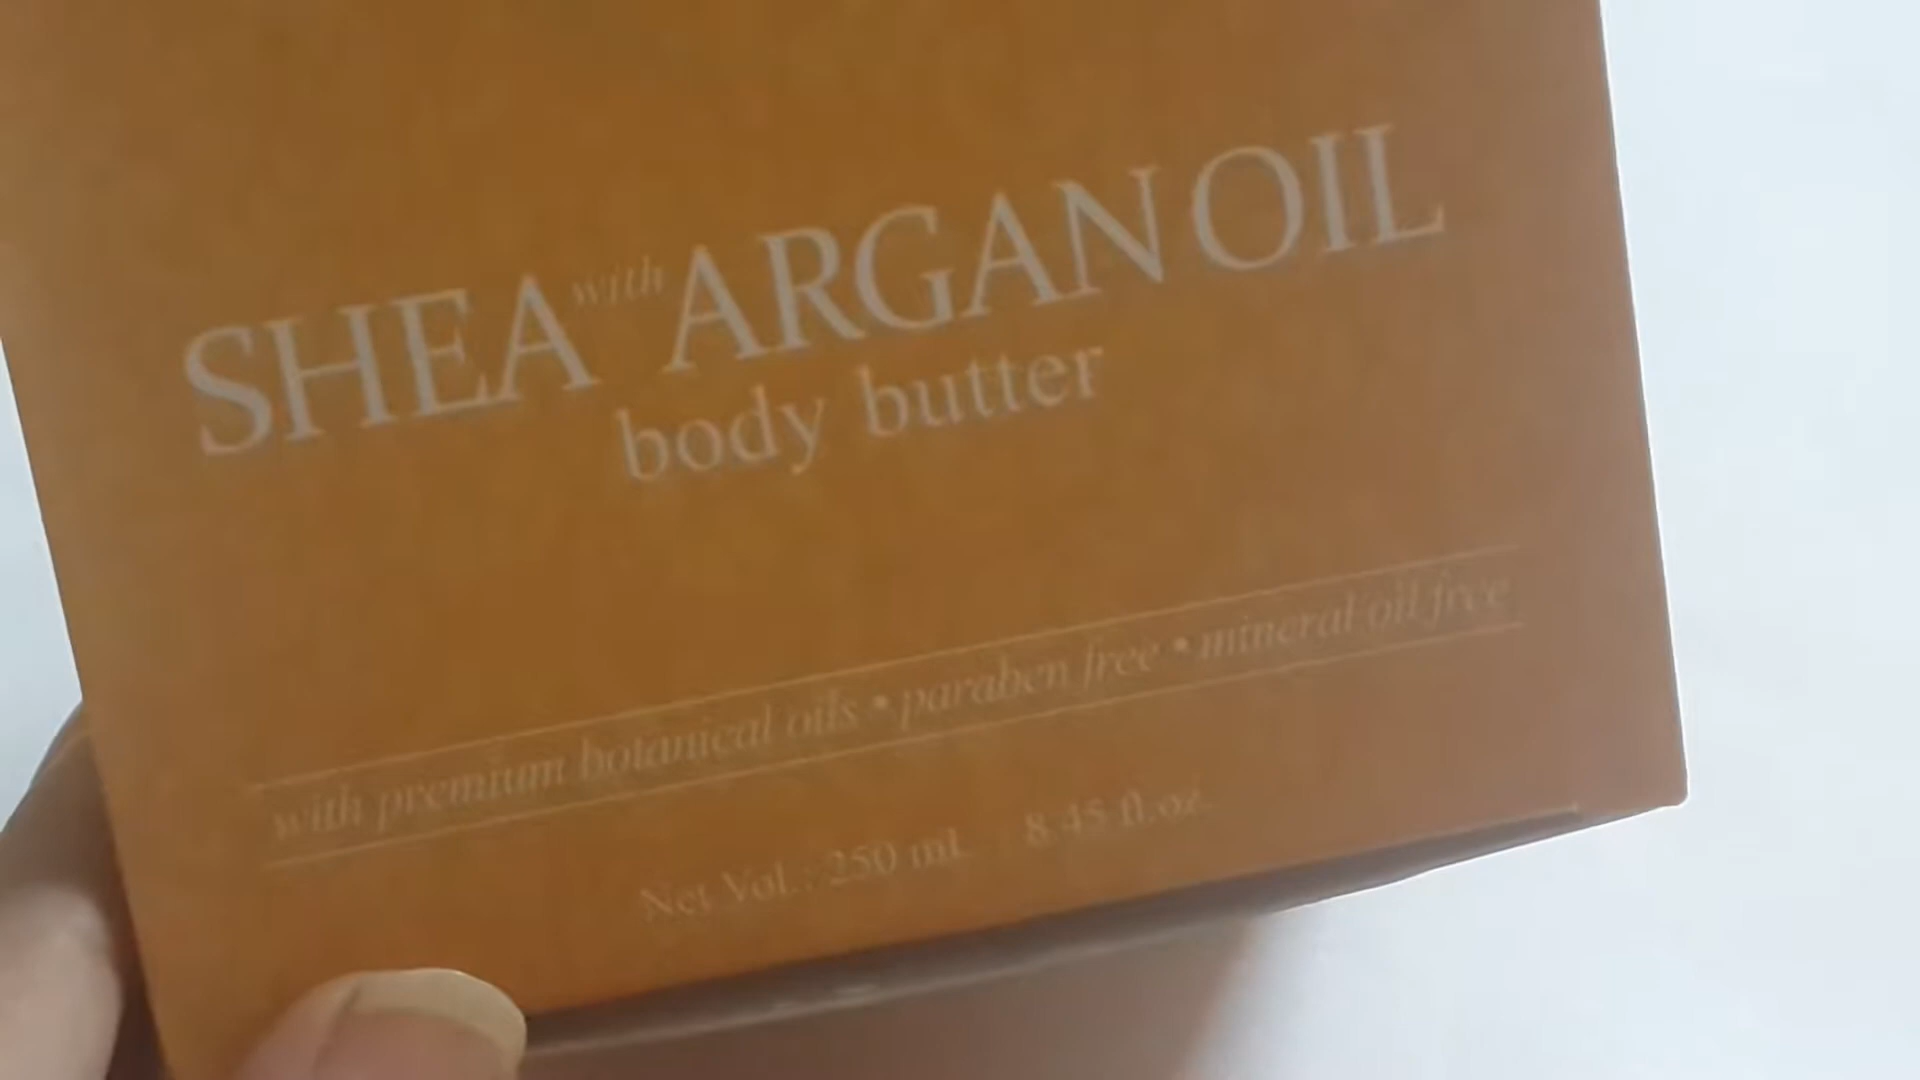 SHEA with ARGAN OIL
body butter
with premium botanical oils • paraben free • mineral oil free
Net Vol.: 250 mL 8.45 fl.oz.